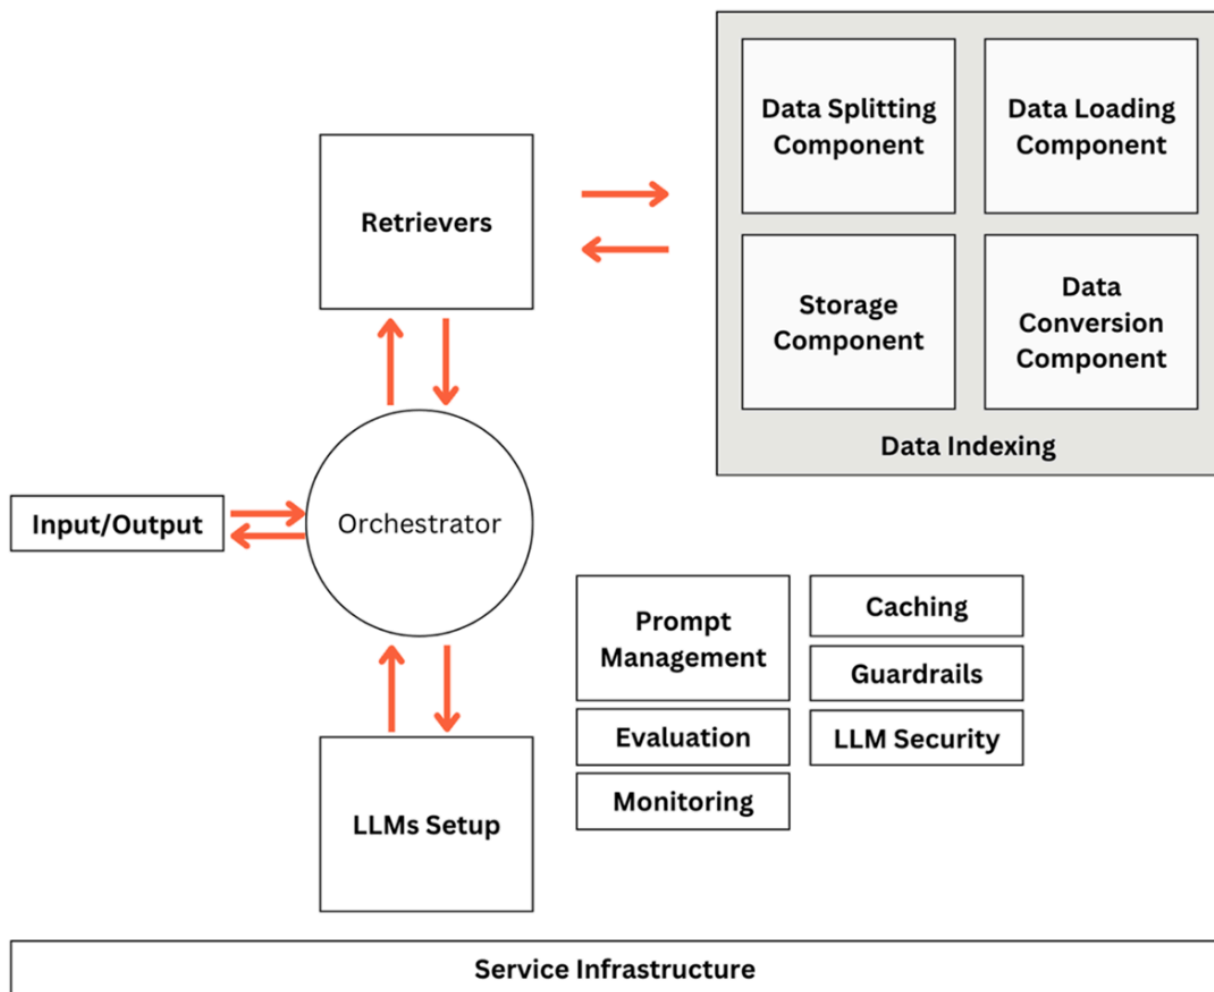 Data Splitting
Component
Data Loading
Component
Retrievers
Storage
Component
Data
Conversion
Component
Data Indexing
Input/Output
Orchestrator
Prompt
Management
Caching
Guardrails
Evaluation
LLM Security
Monitoring
LLMs Setup
Service Infrastructure